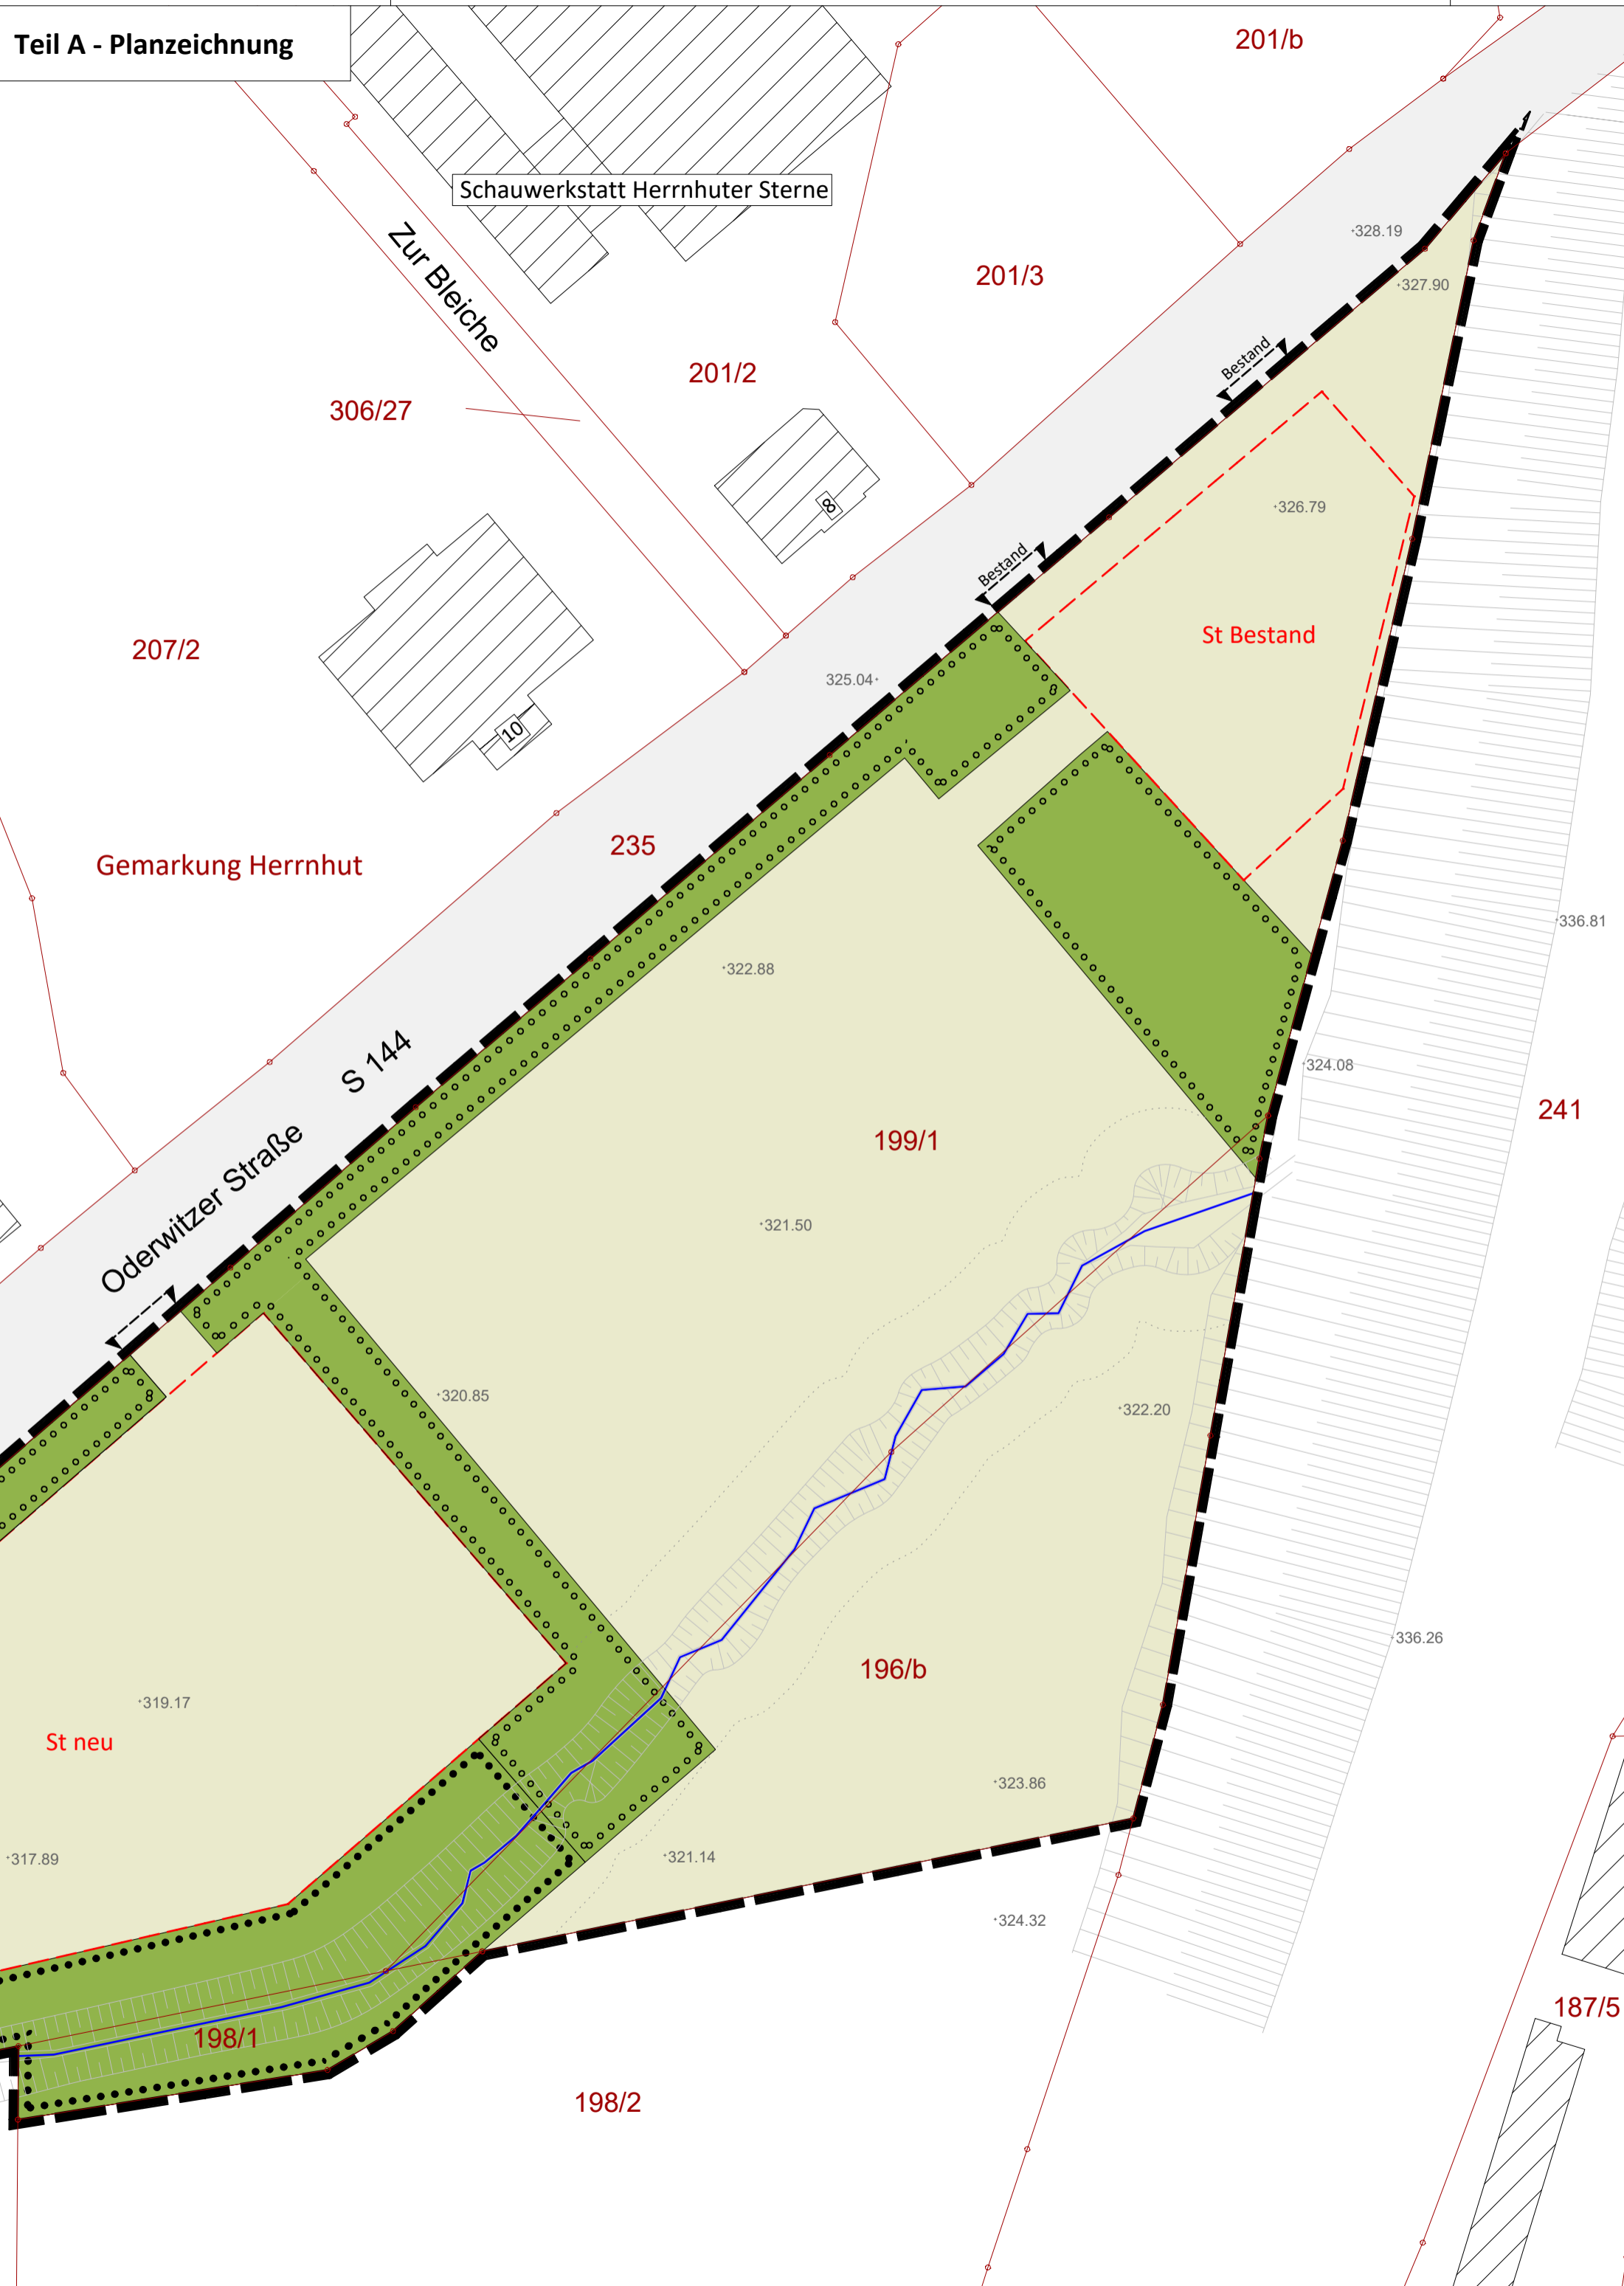 Teil A - Planzeichnung
201/b
Schauwerkstatt Herrnhuter Sterne
Zur Bleiche
328.19
201/3
327.90
Bestand
201/2
306/27
8
326.79
Bestand
St Bestand
207/2
325.04
10
235
Gemarkung Herrnhut
336.81
322.88
S 144
324.08
241
199/1
Oderwitzer Straße
321.50
320.85
322.20
336.26
196/b
319.17
St neu
323.86
317.89
321.14
324.32
187/5
198/1
198/2